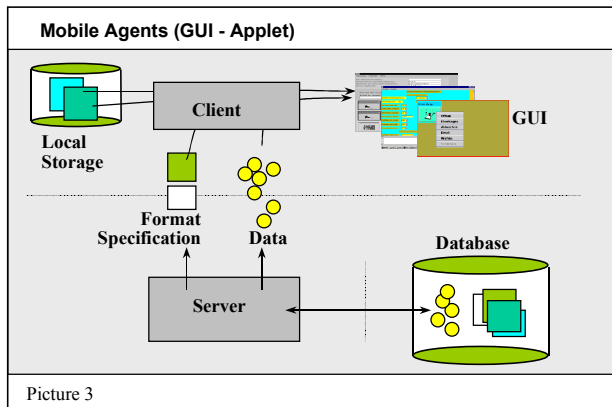 Mobile Agents (GUI - Applet)
Client
GUI
Local
Storage
Format
Specification
Data
Database
Server
Picture 3